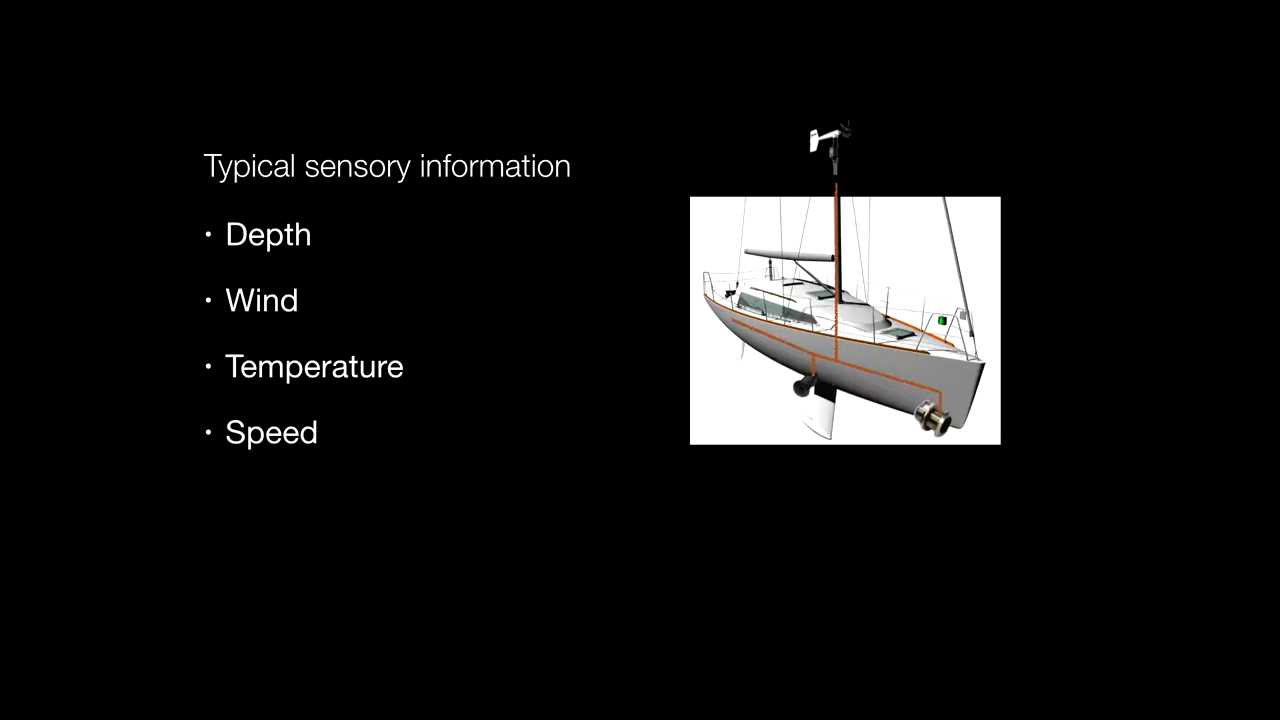 Typical sensory information
• Depth
• Wind
• Temperature
• Speed